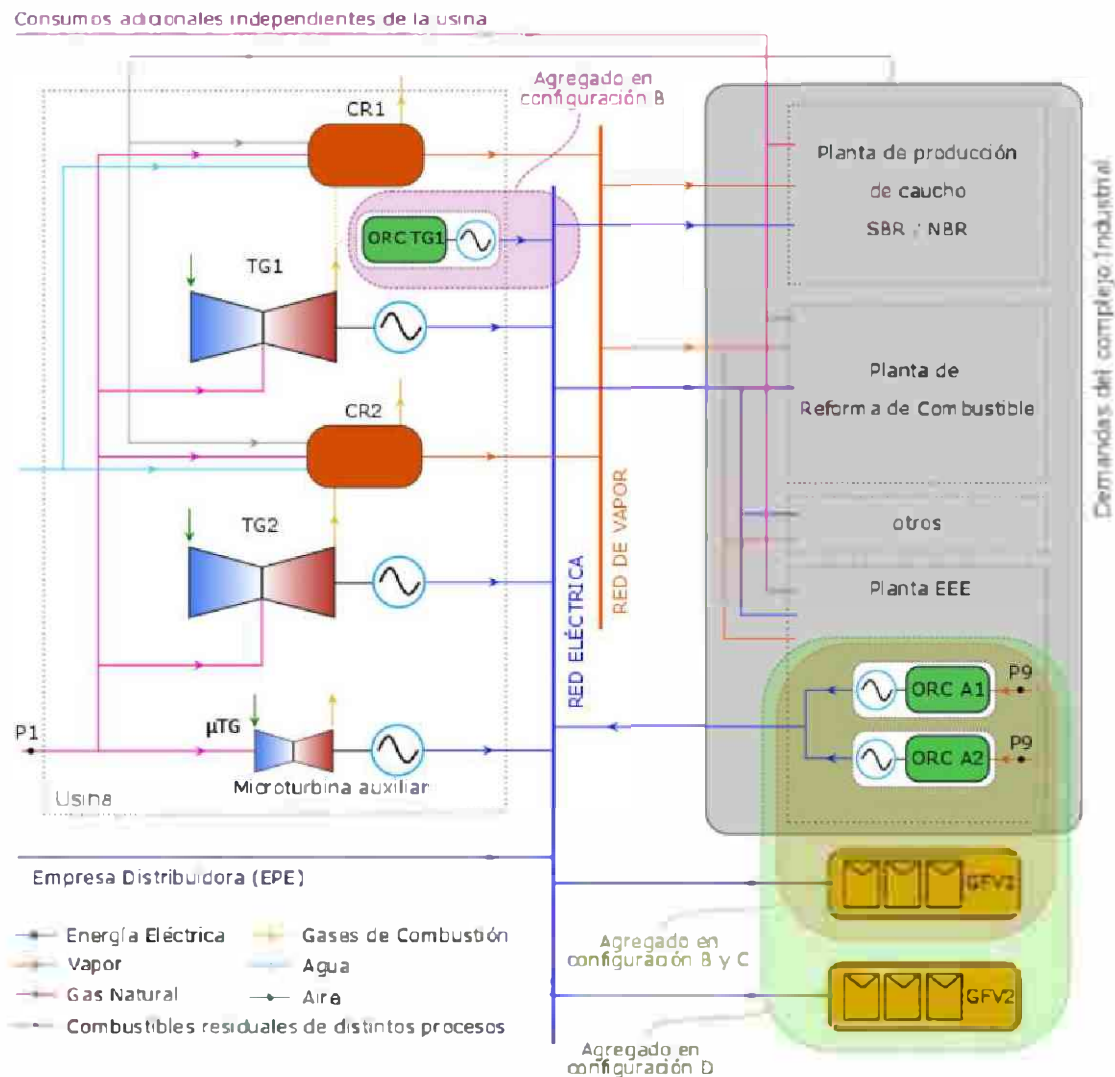 Consumos adicionales independientes de la usina
Agregado en
configuración B
CR1
ORC TG1
TG1
CR2
TG2
µTG
P1
Microturbina auxiliar
Usina
RED ELÉCTRICA
RED DE VAPOR
Planta de producción
de caucho
SBR / NBR
Planta de
Reforma de Combustible
otros
Planta EEE
ORC A1
P9
ORC A2
P9
Demandas del complejo Industrial
Empresa Distribuidora (EPE)
GFV1
Agregado en
configuración B y C
GFV2
Agregado en
configuración D
Energía Eléctrica
Gases de Combustión
Vapor
Agua
Gas Natural
Aire
Combustibles residuales de distintos procesos